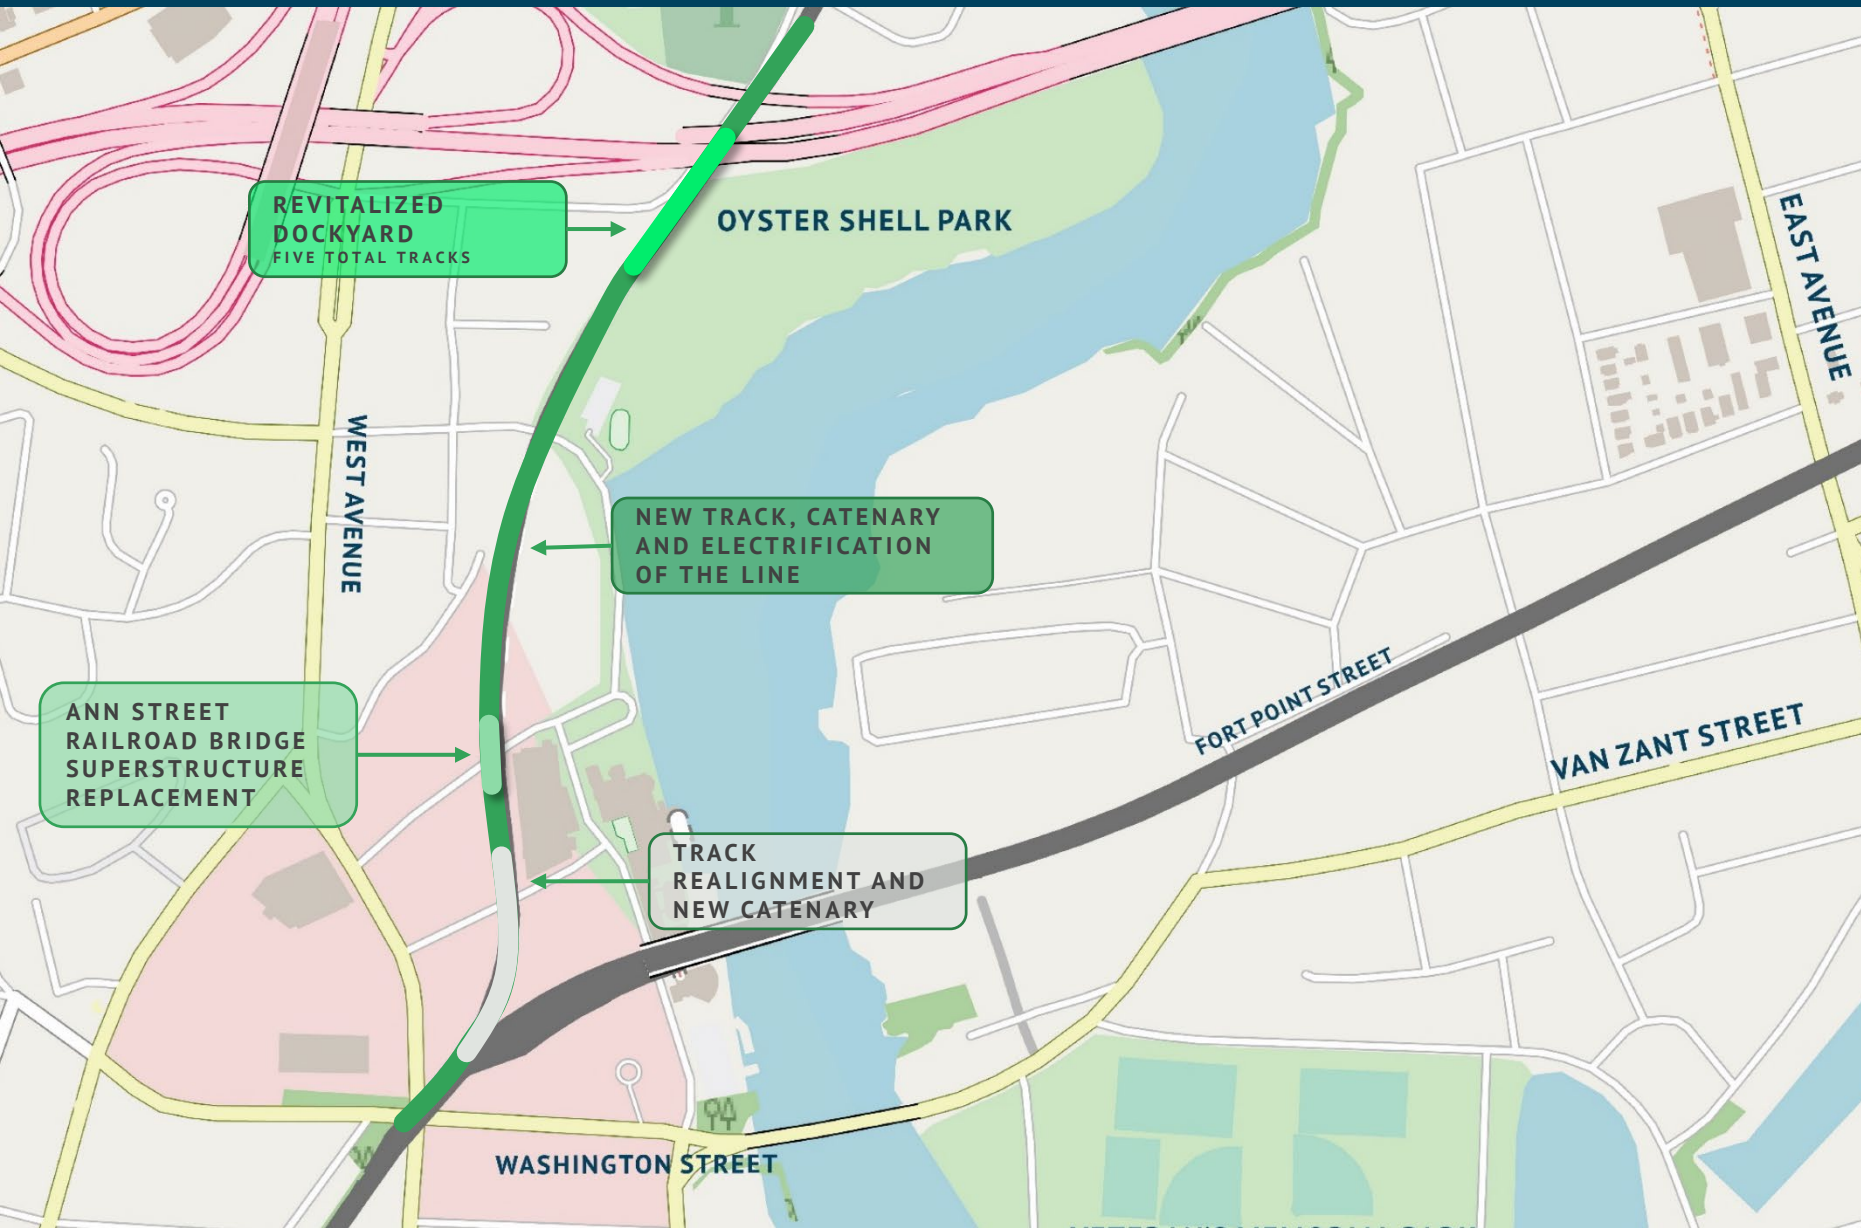 REVITALIZED
DOCKYARD
FIVE TOTAL TRACKS
OYSTER SHELL PARK
EAST AVENUE
WEST AVENUE
NEW TRACK, CATENARY
AND ELECTRIFICATION
OF THE LINE
FORT POINT STREET
ANN STREET
RAILROAD BRIDGE
SUPERSTRUCTURE
REPLACEMENT
VAN ZANT STREET
TRACK
REALIGNMENT AND
NEW CATENARY
WASHINGTON STREET